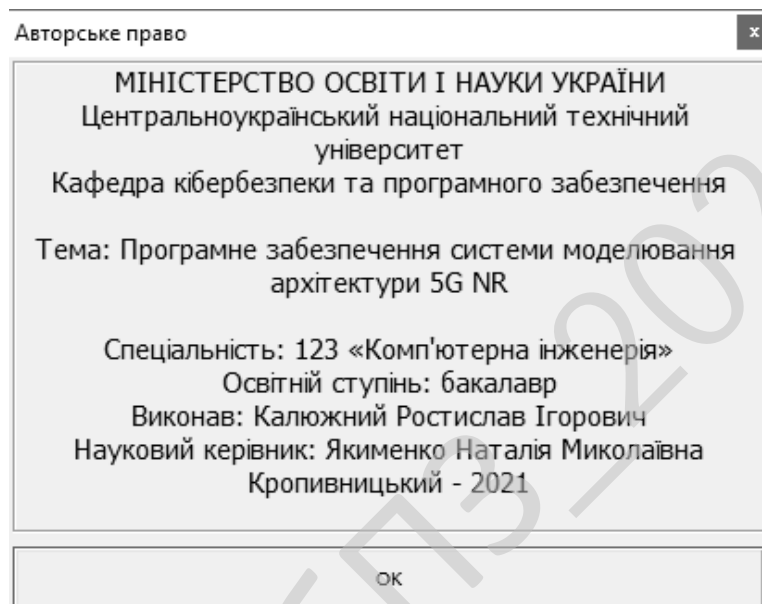 Авторське право
x
МІНІСТЕРСТВО ОСВІТИ І НАУКИ УКРАЇНИ
Центральноукраїнський національний технічний
університет
Кафедра кібербезпеки та програмного забезпечення
Тема: Програмне забезпечення системи моделювання
архітектури 5G NR
Спеціальність: 123 «Комп'ютерна інженерія»
Освітній ступінь: бакалавр
Виконав: Калюжний Ростислав Ігорович
Науковий керівник: Якименко Наталія Миколаївна
Кропивницький - 2021
ОК